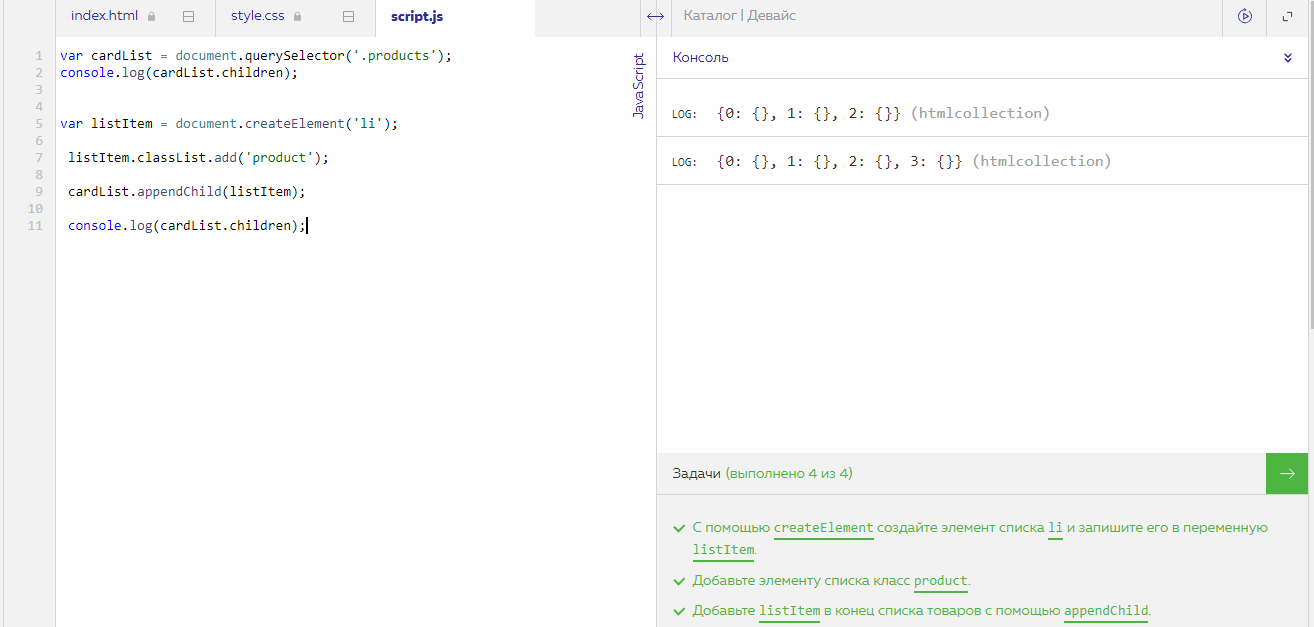 index.html
style.css
script.js
Каталог | Девайс
1 var cardList = document.querySelector('.products');
2 console.log(cardList.children);
3
4
5 var listItem = document.createElement('li');
6
7 listItem.classList.add('product');
8
9 cardList.appendChild(listItem);
10
11 console.log(cardList.children);
JavaScript
Консоль
LOG: {0: {}, 1: {}, 2: {}} (htmlcollection)
LOG: {0: {}, 1: {}, 2: {}, 3: {}} (htmlcollection)
Задачи (выполнено 4 из 4)
С помощью createElement создайте элемент списка li и запишите его в переменную
listItem.
Добавьте элементу списка класс product.
Добавьте listItem в конец списка товаров с помощью appendChild.